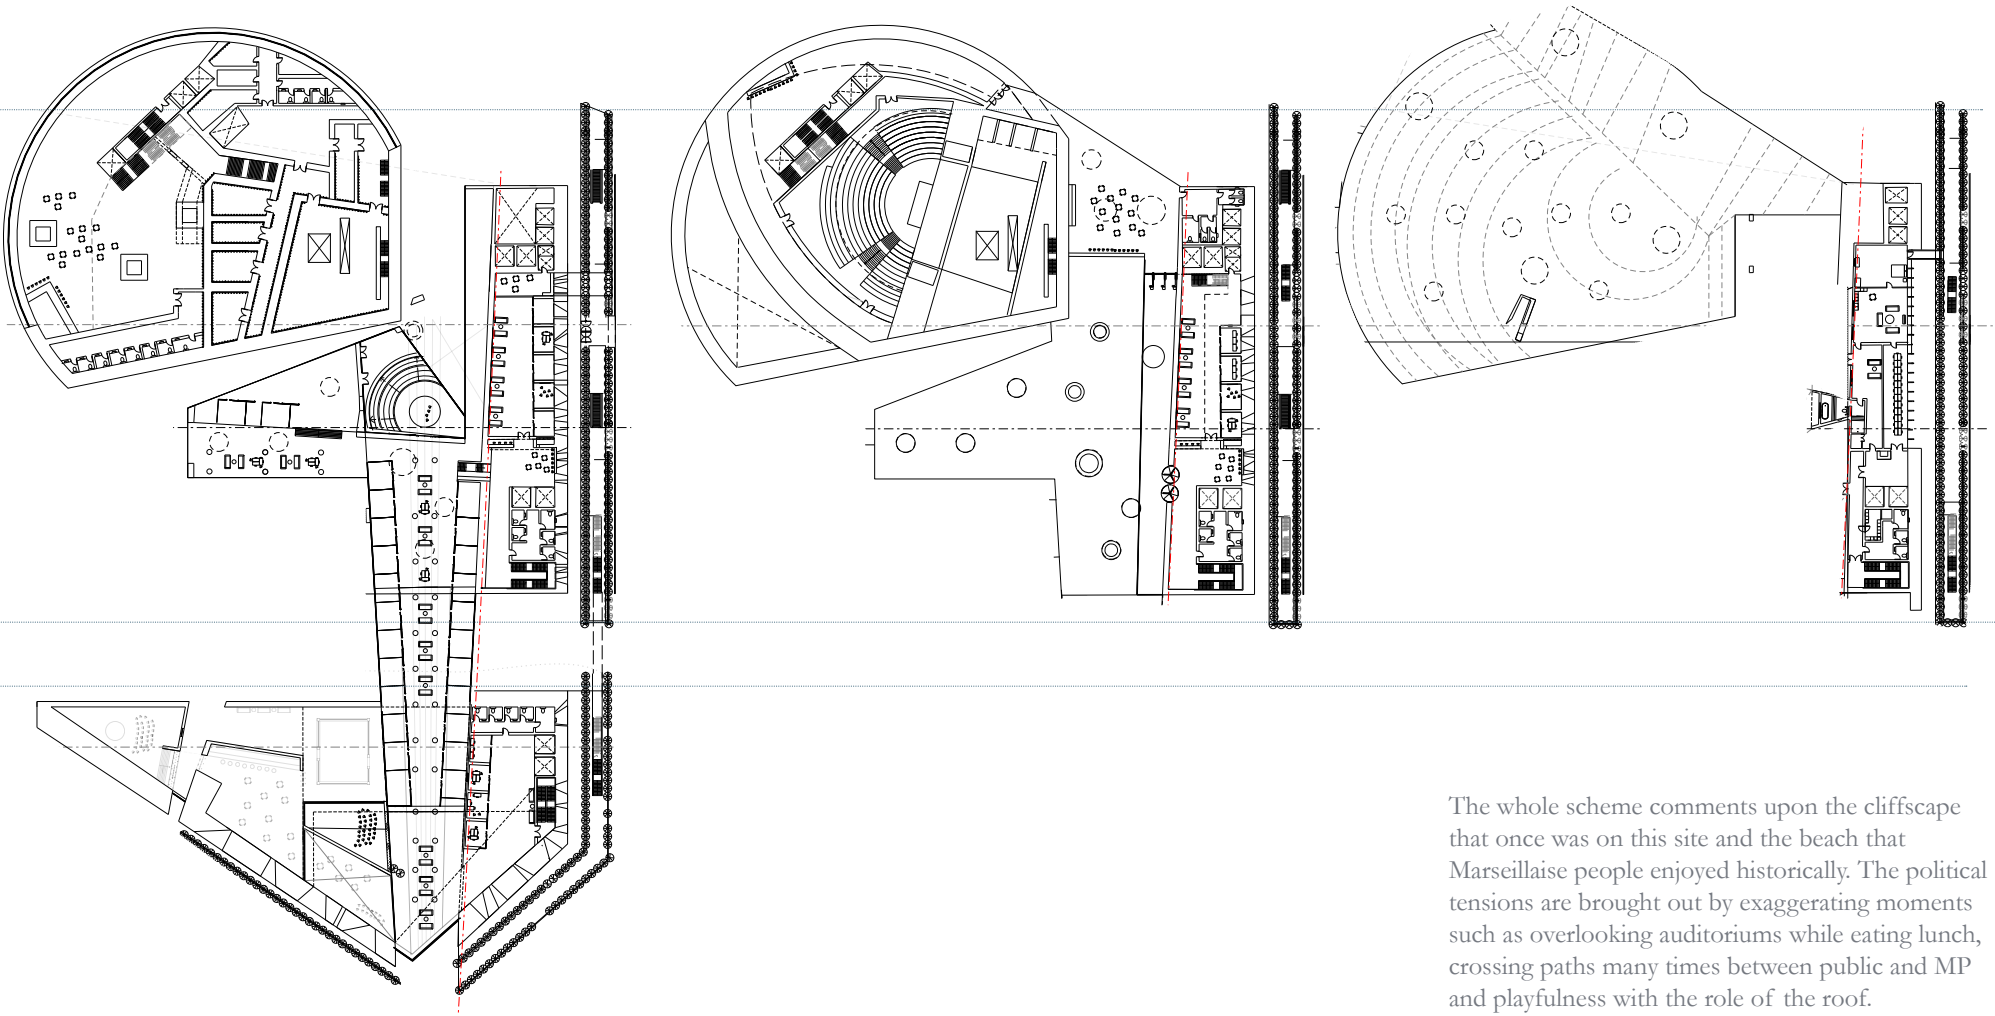 The whole scheme comments upon the cliffscape
that once was on this site and the beach that
Marseillaise people enjoyed historically. The political
tensions are brought out by exaggerating moments
such as overlooking auditoriums while eating lunch,
crossing paths many times between public and MP
and playfulness with the role of the roof.